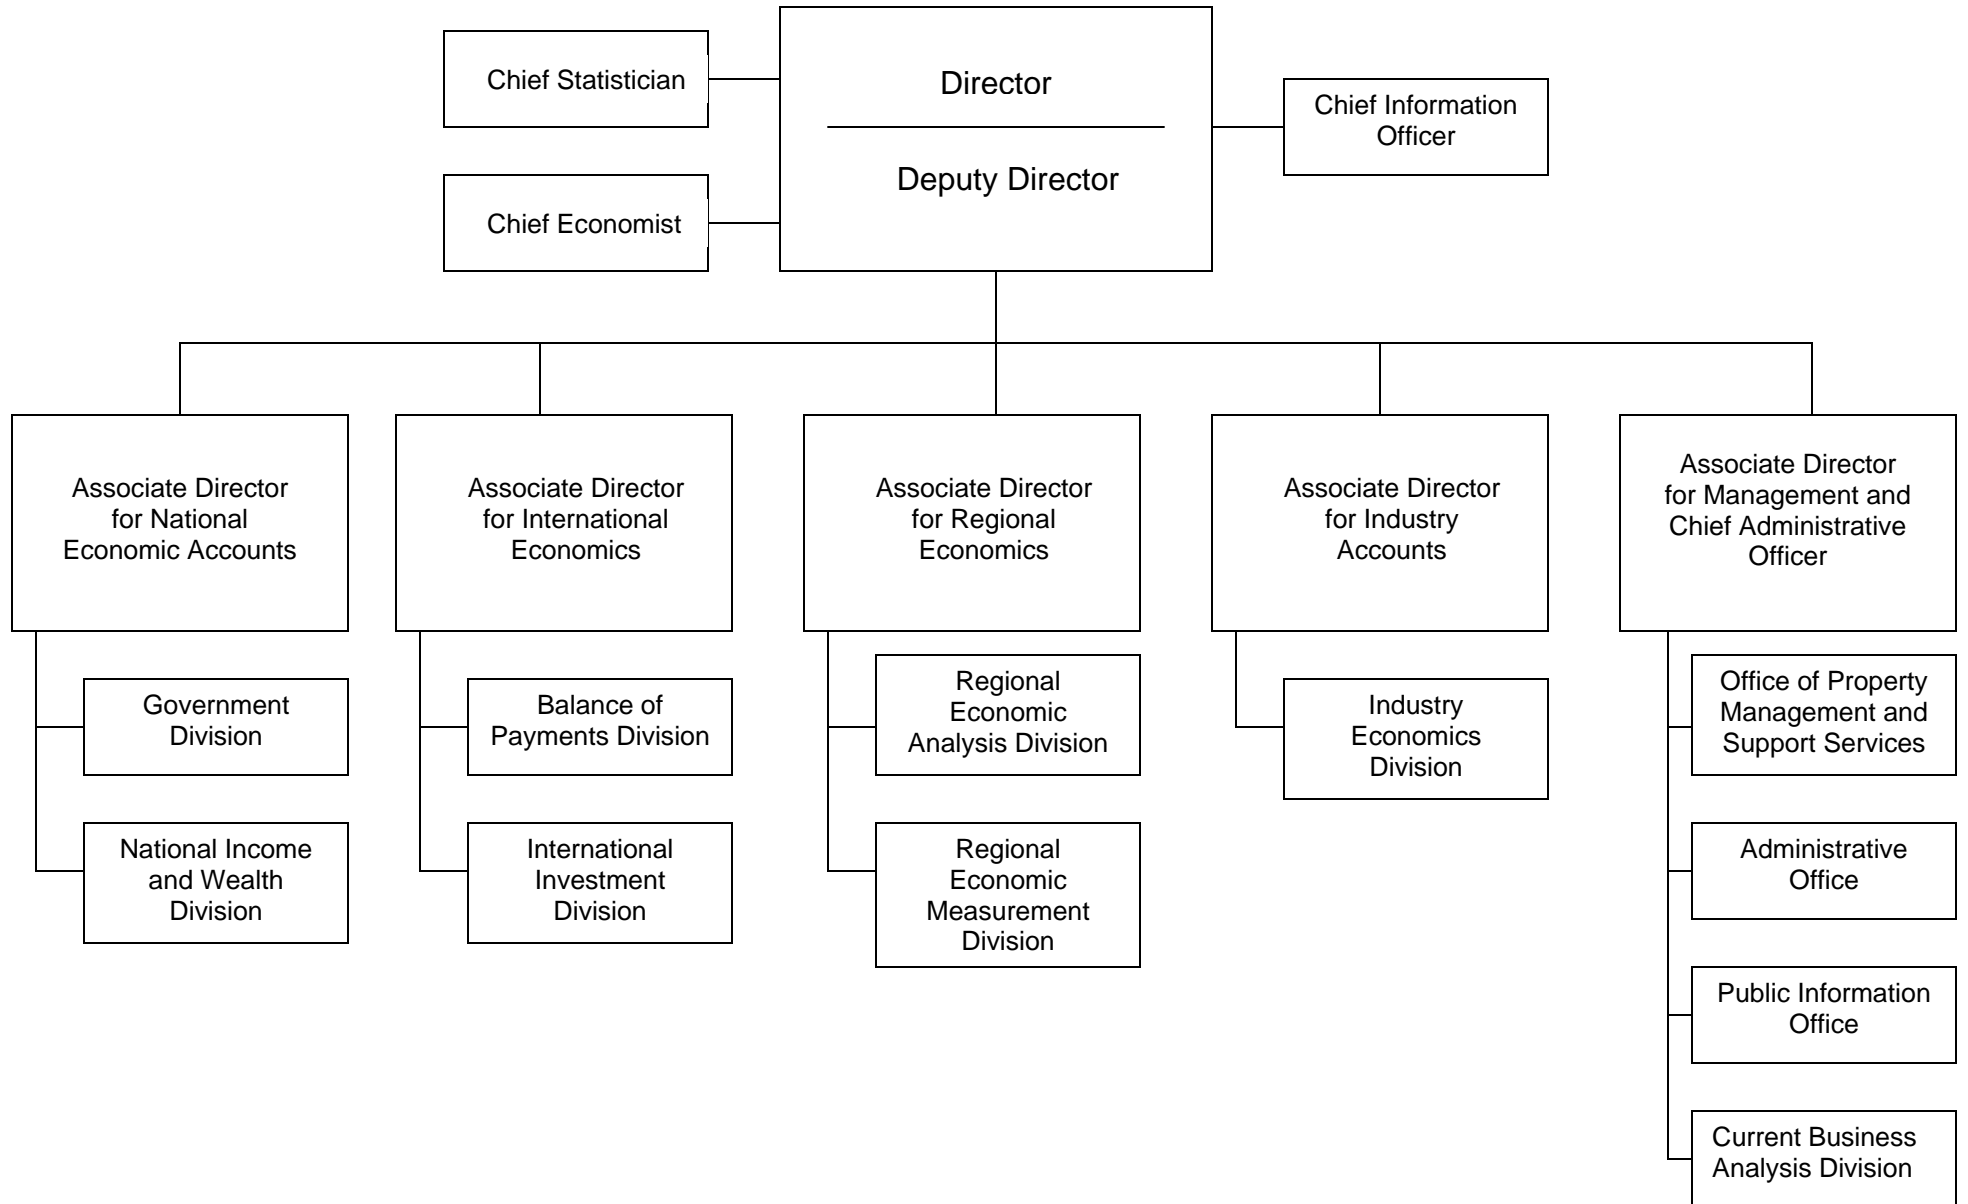 Chief Statistician
Director
Chief Information
Officer
Deputy Director
Chief Economist
Associate Director
for National
Economic Accounts
Associate Director
for International
Economics
Associate Director
for Regional
Economics
Associate Director
for Industry
Accounts
Associate Director
for Management and
Chief Administrative
Officer
Government
Division
Balance of
Payments Division
Regional
Economic
Analysis Division
Industry
Economics
Division
Office of Property
Management and
Support Services
National Income
and Wealth
Division
International
Investment
Division
Regional
Economic
Measurement
Division
Administrative
Office
Public Information
Office
Current Business
Analysis Division